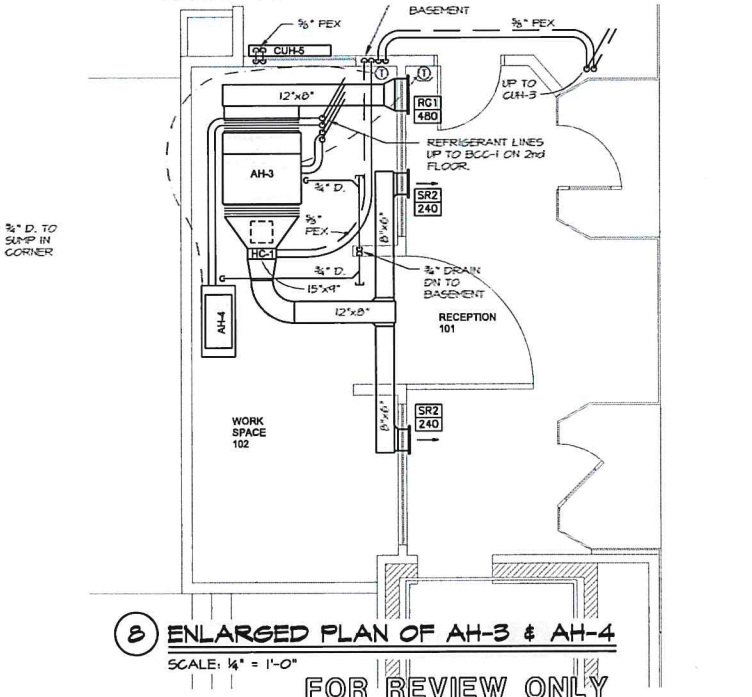 BASEMENT
5/8" PEX
5/8" PEX
CUH-5
T
T
12"x8"
RG1
480
UP TO
CUH-3
REFRIGERANT LINES
UP TO BCC-1 ON 2nd
FLOOR.
AH-3
3/4" D.
SR2
240
5/8"
PEX
8"x6"
3/4" D. TO
SUMP IN
CORNER
HC-1
3/4" D.
15"x9"
3/4" DRAIN
DN TO
BASEMENT
AH-4
12"x8"
RECEPTION
101
8"x6"
SR2
240
WORK
SPACE
102
8 ENLARGED PLAN OF AH-3 & AH-4
SCALE: 1/4" = 1'-0"
FOR REVIEW ONLY